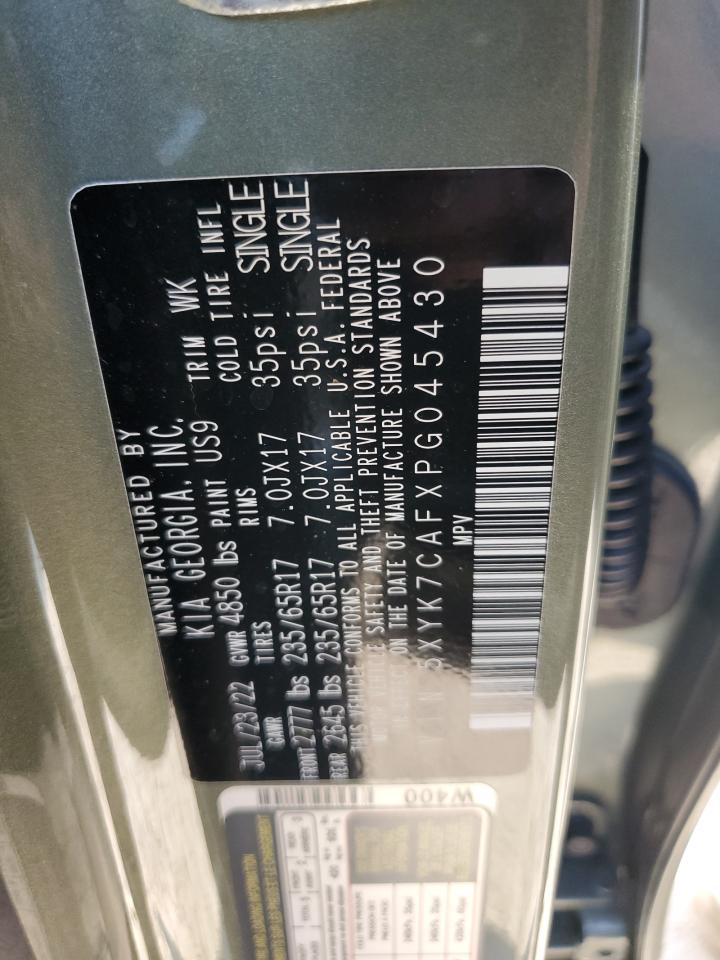 MANUFACTURED BY
KIA GEORGIA, INC.
JUL/23/22 GVWR 4850 lbs PAINT US9 TRIM WK
GAWR TIRES RIMS COLD TIRE INFL
FRONT 2777 lbs 235/65R17 7.0JX17 35psi SINGLE
REAR 2645 lbs 235/65R17 7.0JX17 35psi SINGLE
THIS VEHICLE CONFORMS TO ALL APPLICABLE U.S.A. FEDERAL
MOTOR VEHICLE SAFETY AND THEFT PREVENTION STANDARDS
IN EFFECT ON THE DATE OF MANUFACTURE SHOWN ABOVE
5XYK7CAFXPG045430
MPV
W400
AND LOADING INFORMATION